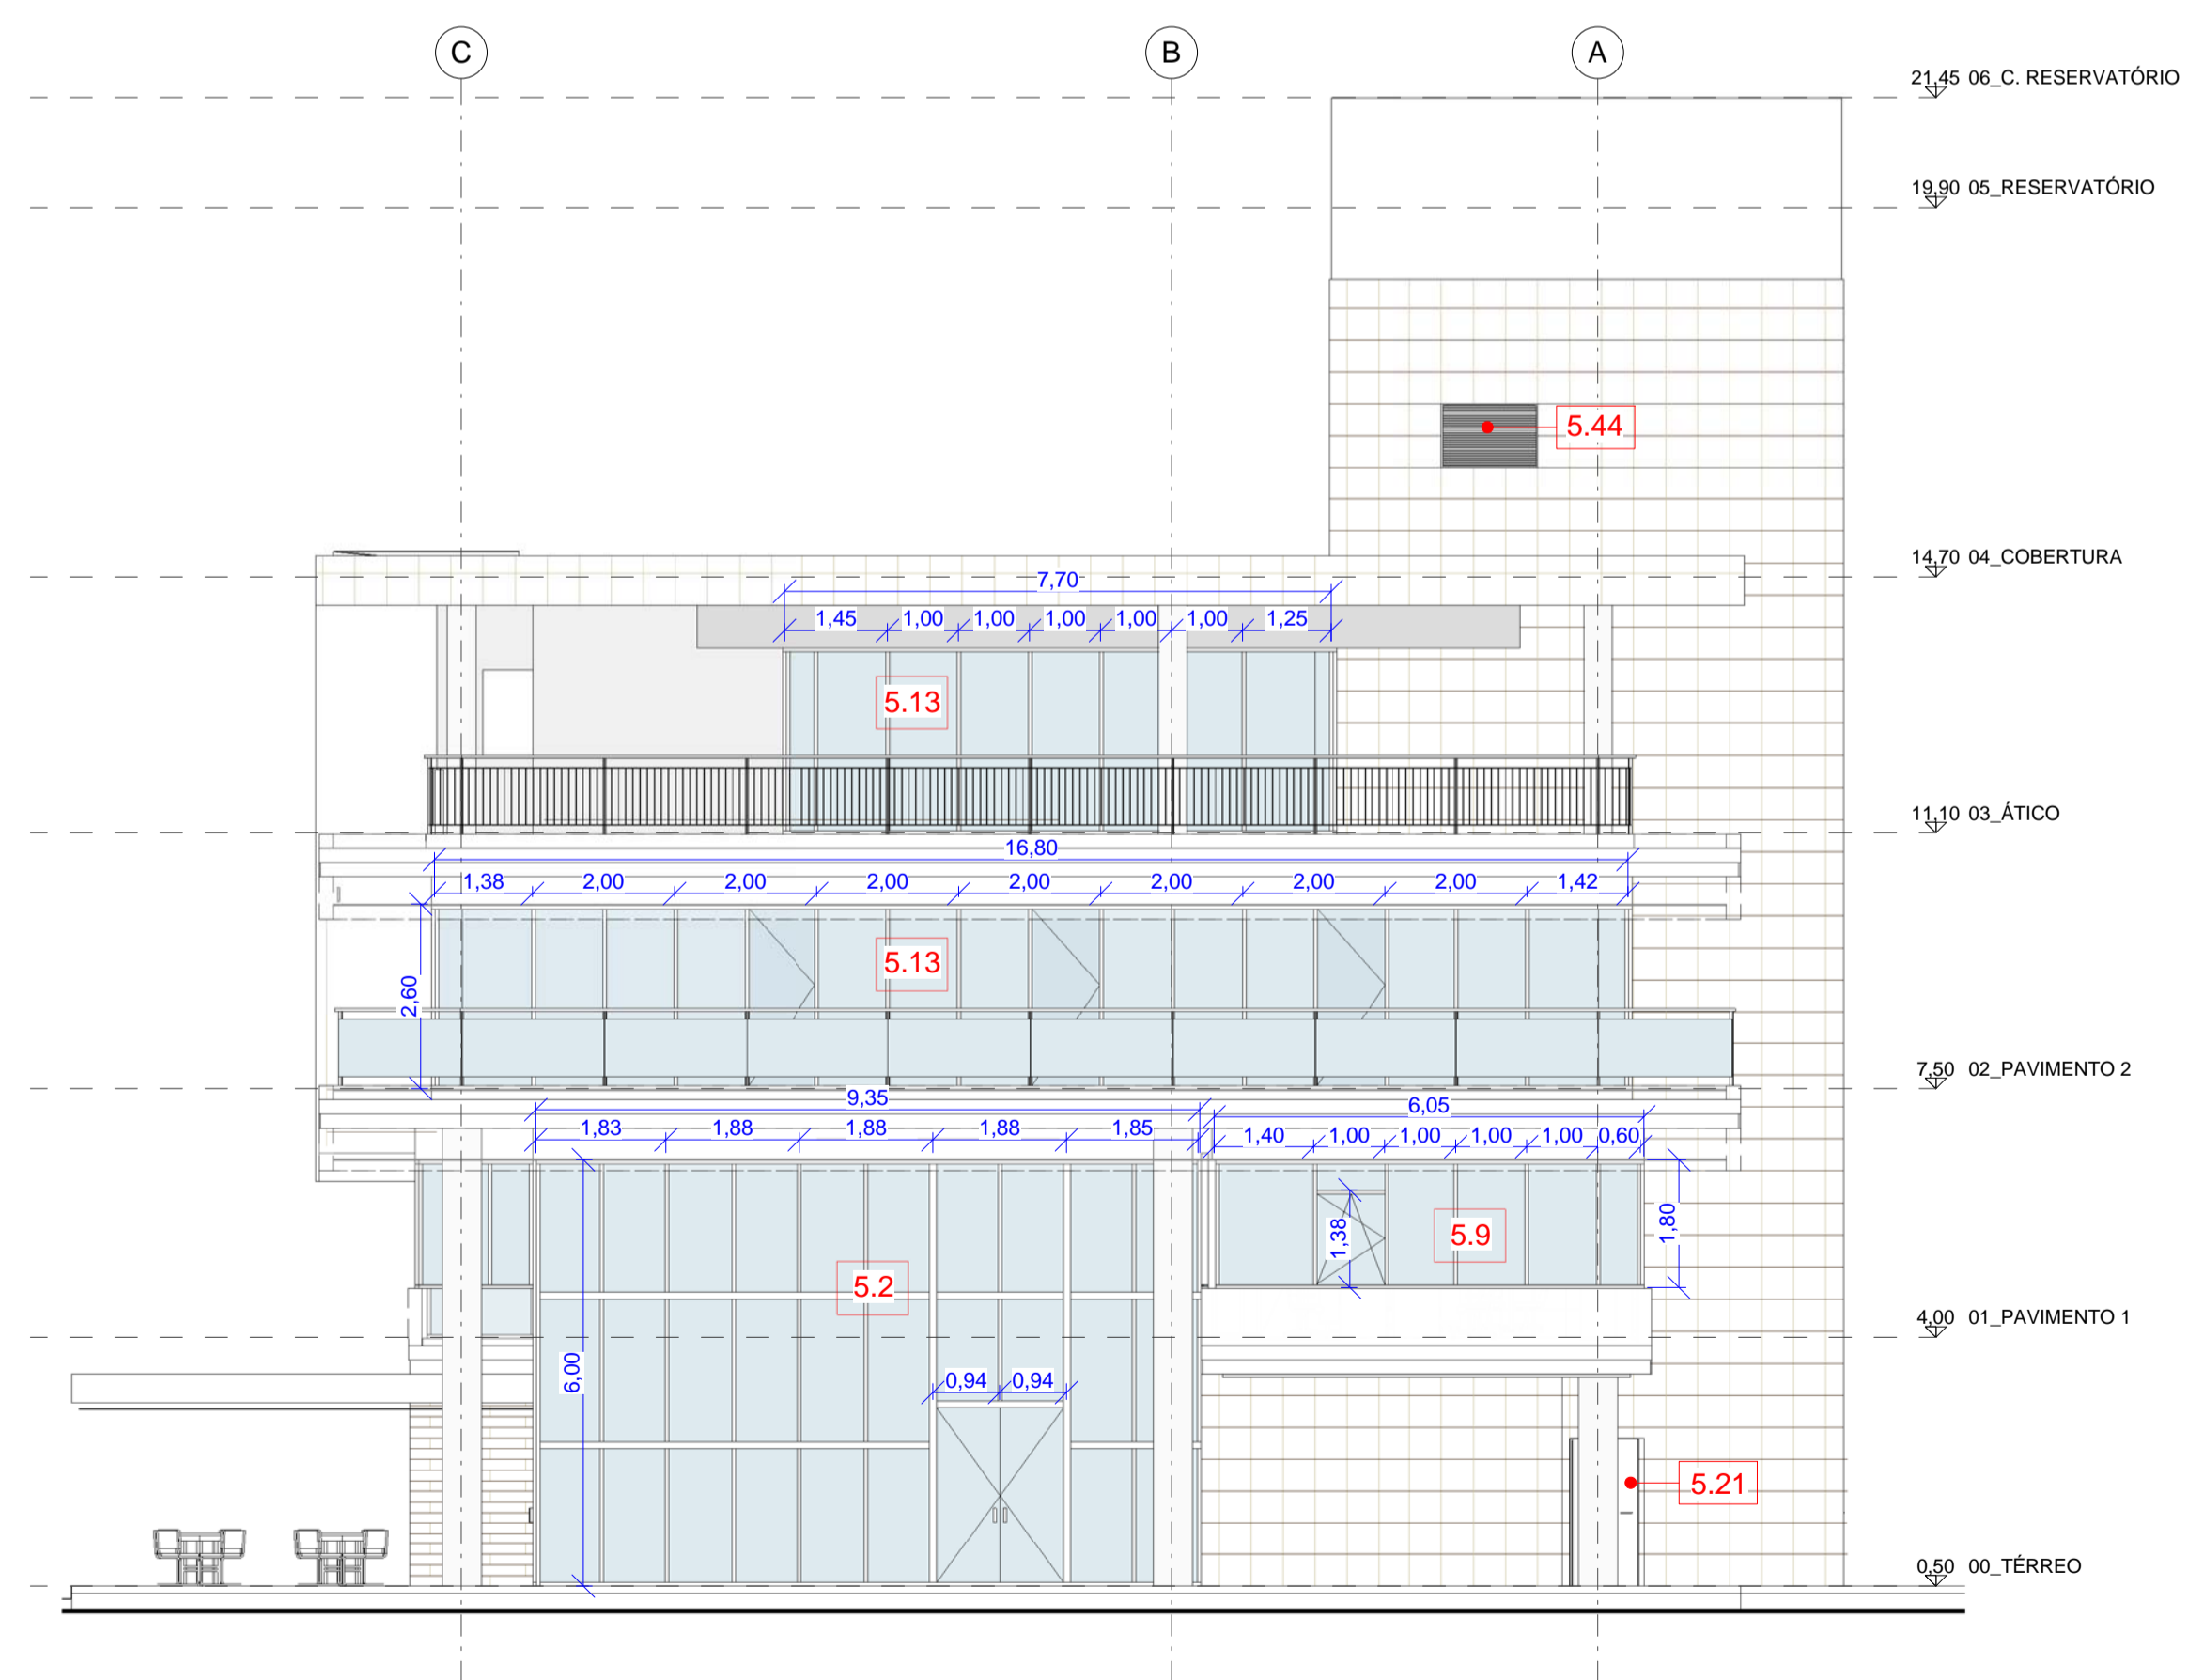 C B A
21,45 06_C. RESERVATÓRIO
19,90 05_RESERVATÓRIO
5.44
14,70 04_COBERTURA
7,70
1,45 1,00 1,00 1,00 1,00 1,00 1,25
5.13
11,10 03_ÁTICO
16,80
1,38 2,00 2,00 2,00 2,00 2,00 2,00 2,00 1,42
5.13
2,60
7,50 02_PAVIMENTO 2
9,35 6,05
1,83 1,88 1,88 1,88 1,85 1,40 1,00 1,00 1,00 1,00 0,60
1,38 5.9 1,80
5.2
4,00 01_PAVIMENTO 1
6,00 0,94 0,94
5.21
0,50 00_TÉRREO